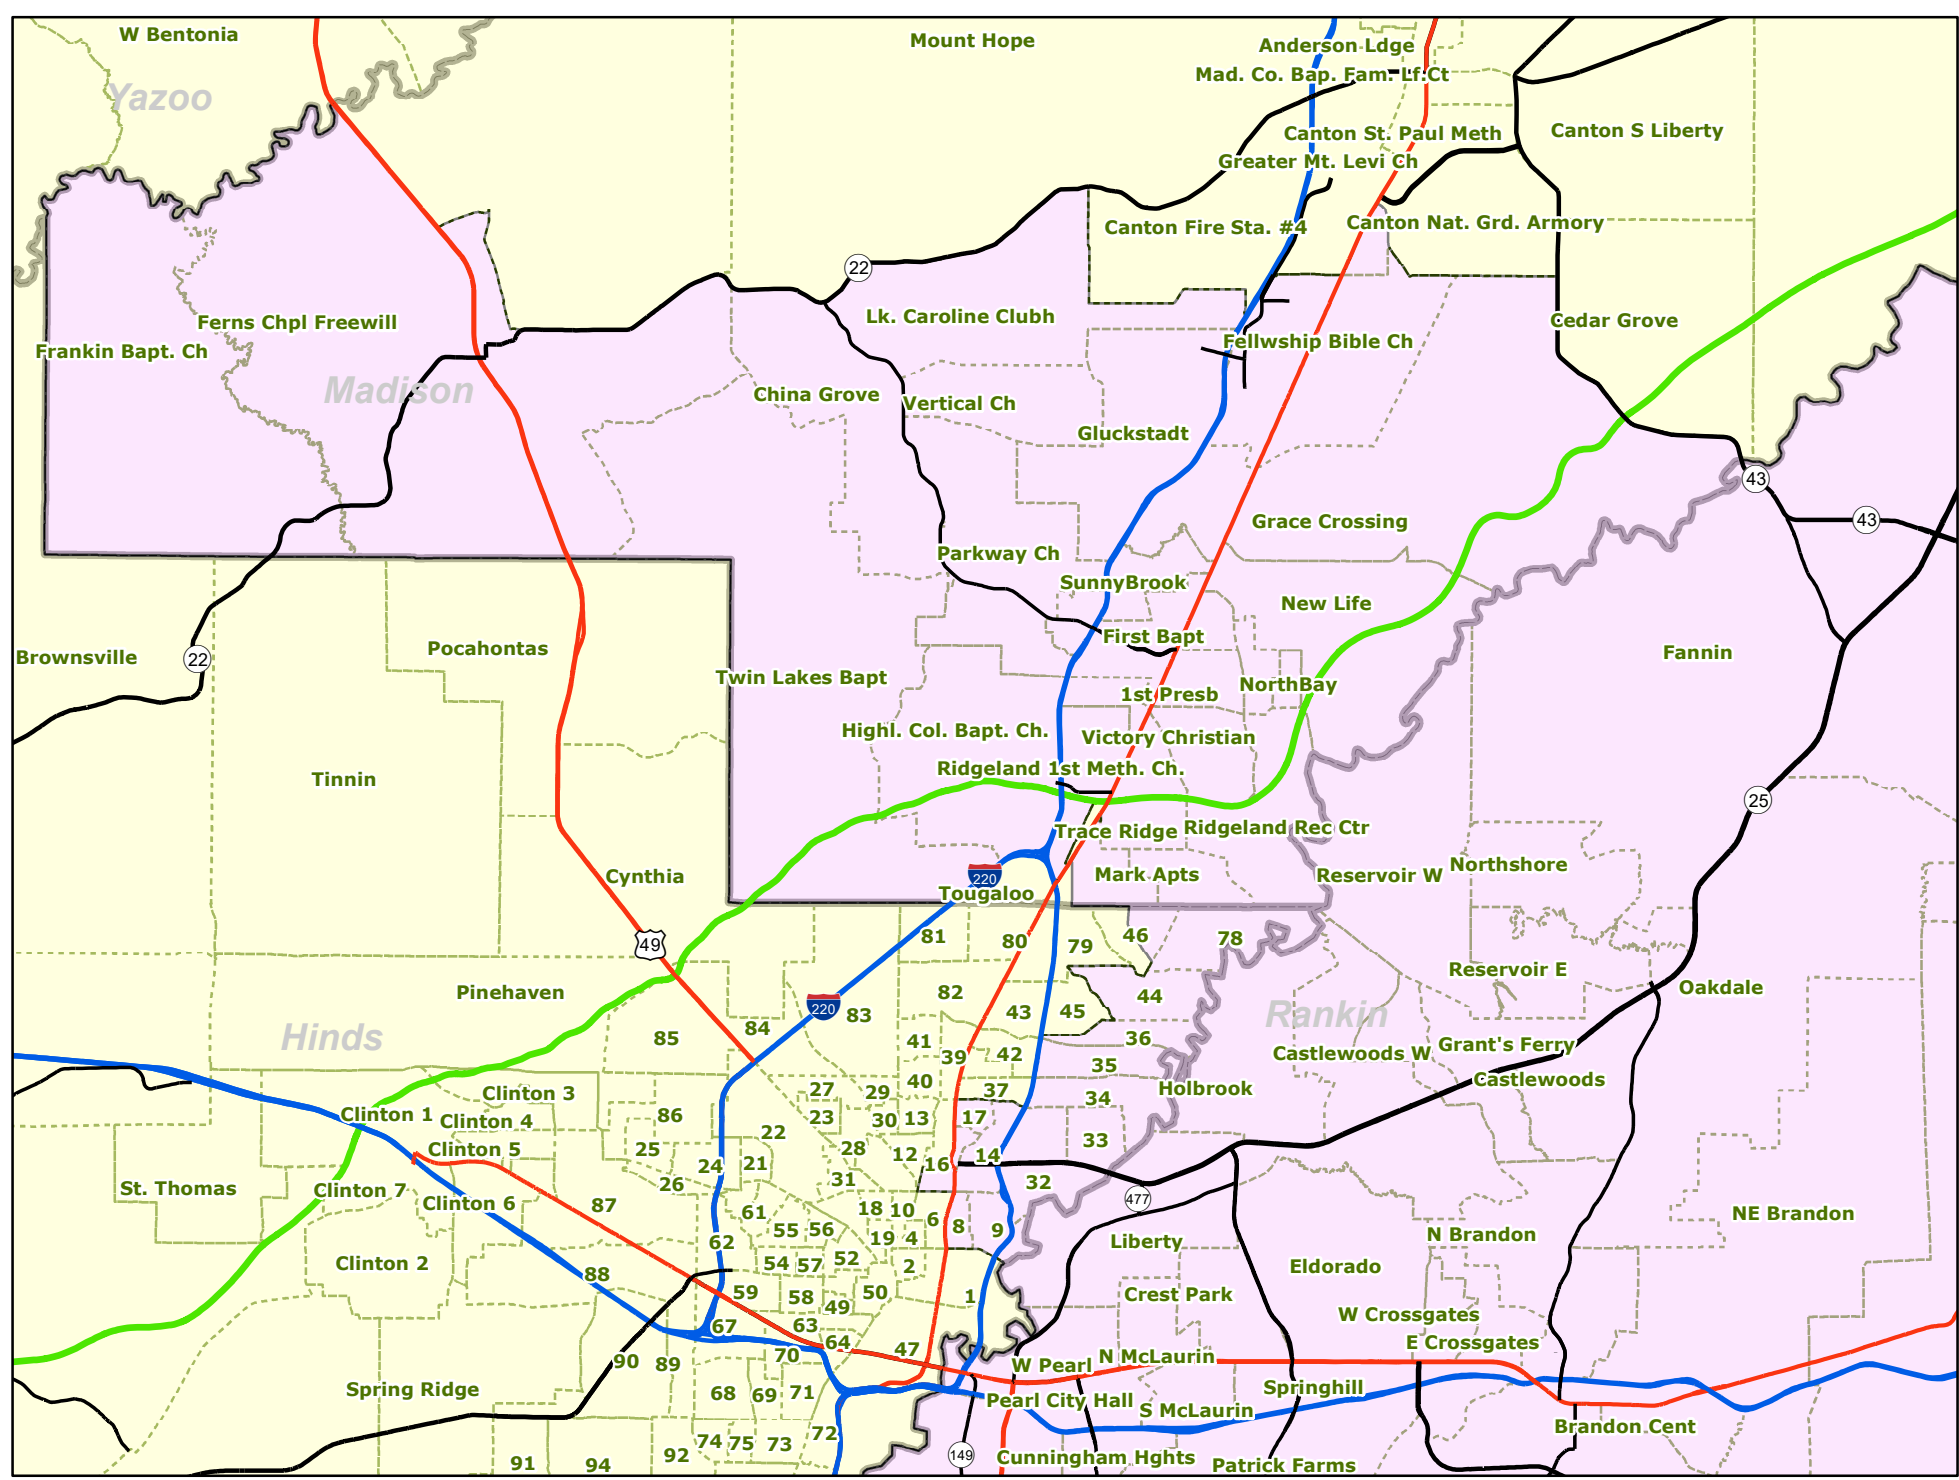 W Bentonia
Mount Hope
Anderson Ldge
Mad. Co. Bap. Fam. Lf.Ct
Yazoo
Canton St. Paul Meth
Canton S Liberty
Greater Mt. Levi Ch
Canton Fire Sta. #4
Canton Nat. Grd. Armory
22
Lk. Caroline Clubh
Ferns Chpl Freewill
Cedar Grove
Frankin Bapt. Ch
Fellwship Bible Ch
Madison
China Grove
Vertical Ch
Gluckstadt
43
Grace Crossing
43
Parkway Ch
SunnyBrook
New Life
First Bapt
Pocahontas
Brownsville
22
Fannin
Twin Lakes Bapt
NorthBay
1st Presb
Highl. Col. Bapt. Ch.
Victory Christian
Ridgeland 1st Meth. Ch.
Tinnin
25
Trace Ridge
Ridgeland Rec Ctr
Northshore
Cynthia
220
Mark Apts
Reservoir W
Tougaloo
49
81
80
79
46
78
Reservoir E
Oakdale
Pinehaven
82
44
220
83
43
45
Rankin
Hinds
84
85
41
39
42
36
Grant's Ferry
Castlewoods W
35
Castlewoods
Clinton 3
27
29
40
37
Holbrook
34
Clinton 1
Clinton 4
86
23
30
13
17
22
33
Clinton 5
25
28
12
14
24
21
16
St. Thomas
Clinton 7
26
31
32
477
Clinton 6
87
61
18
10
6
8
9
NE Brandon
55
56
19
4
N Brandon
62
Liberty
Clinton 2
54
57
52
2
Eldorado
88
59
58
49
50
1
Crest Park
W Crossgates
67
63
64
E Crossgates
47
70
90
89
W Pearl
N McLaurin
Spring Ridge
68
69
71
Springhill
Pearl City Hall
S McLaurin
Brandon Cent
72
74
75
73
92
149
Cunningham Hghts
Patrick Farms
91
94